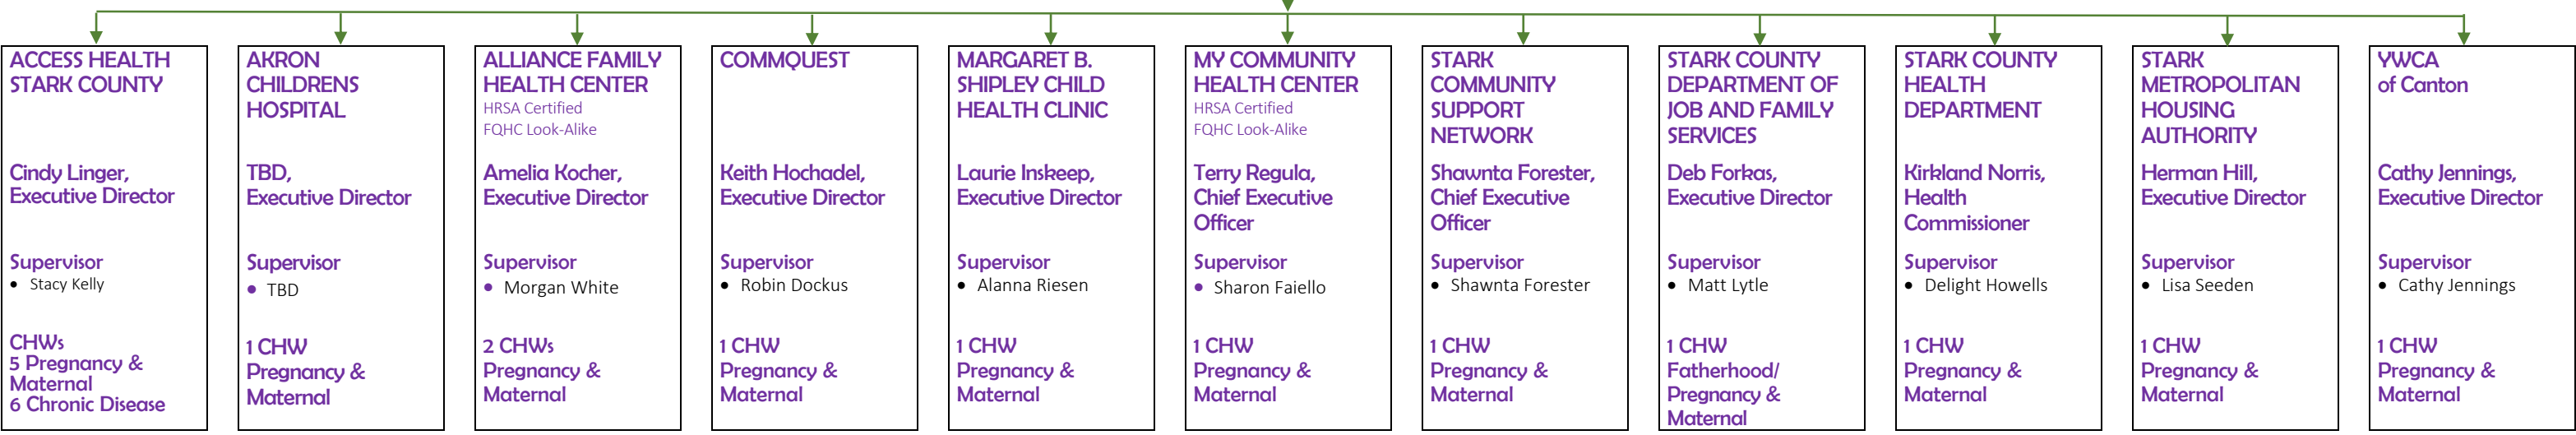 ACCESS HEALTH
STARK COUNTY
Cindy Linger,
Executive Director
Supervisor
• Stacy Kelly
CHWs
5 Pregnancy &
Maternal
6 Chronic Disease
AKRON
CHILDRENS
HOSPITAL
TBD,
Executive Director
Supervisor
• TBD
1 CHW
Pregnancy &
Maternal
ALLIANCE FAMILY
HEALTH CENTER
HRSA Certified
FQHC Look-Alike
Amelia Kocher,
Executive Director
Supervisor
• Morgan White
2 CHWs
Pregnancy &
Maternal
COMMQUEST
Keith Hochadel,
Executive Director
Supervisor
• Robin Dockus
1 CHW
Pregnancy &
Maternal
MARGARET B.
SHIPLEY CHILD
HEALTH CLINIC
Laurie Inskeep,
Executive Director
Supervisor
• Alanna Riesen
1 CHW
Pregnancy &
Maternal
MY COMMUNITY
HEALTH CENTER
HRSA Certified
FQHC Look-Alike
Terry Regula,
Chief Executive
Officer
Supervisor
• Sharon Faiello
1 CHW
Pregnancy &
Maternal
STARK
COMMUNITY
SUPPORT
NETWORK
Shawnta Forester,
Chief Executive
Officer
Supervisor
• Shawnta Forester
1 CHW
Pregnancy &
Maternal
STARK COUNTY
DEPARTMENT OF
JOB AND FAMILY
SERVICES
Deb Forkas,
Executive Director
Supervisor
• Matt Lytle
1 CHW
Fatherhood/
Pregnancy &
Maternal
STARK COUNTY
HEALTH
DEPARTMENT
Kirkland Norris,
Health
Commissioner
Supervisor
• Delight Howells
1 CHW
Pregnancy &
Maternal
STARK
METROPOLITAN
HOUSING
AUTHORITY
Herman Hill,
Executive Director
Supervisor
• Lisa Seeden
1 CHW
Pregnancy &
Maternal
YWCA
of Canton
Cathy Jennings,
Executive Director
Supervisor
• Cathy Jennings
1 CHW
Pregnancy &
Maternal